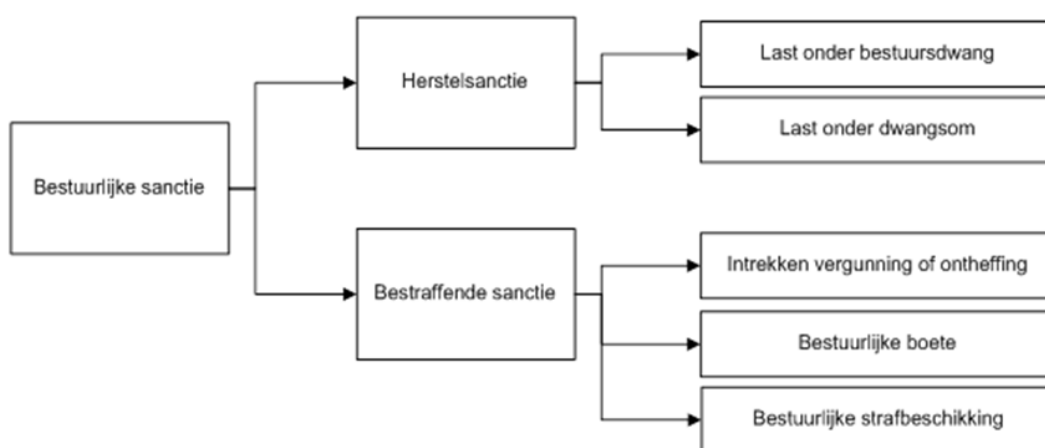 Bestuurlijke sanctie
Herstelsanctie
Last onder bestuursdwang
Last onder dwangsom
Bestraffende sanctie
Intrekken vergunning of ontheffing
Bestuurlijke boete
Bestuurlijke strafbeschikking